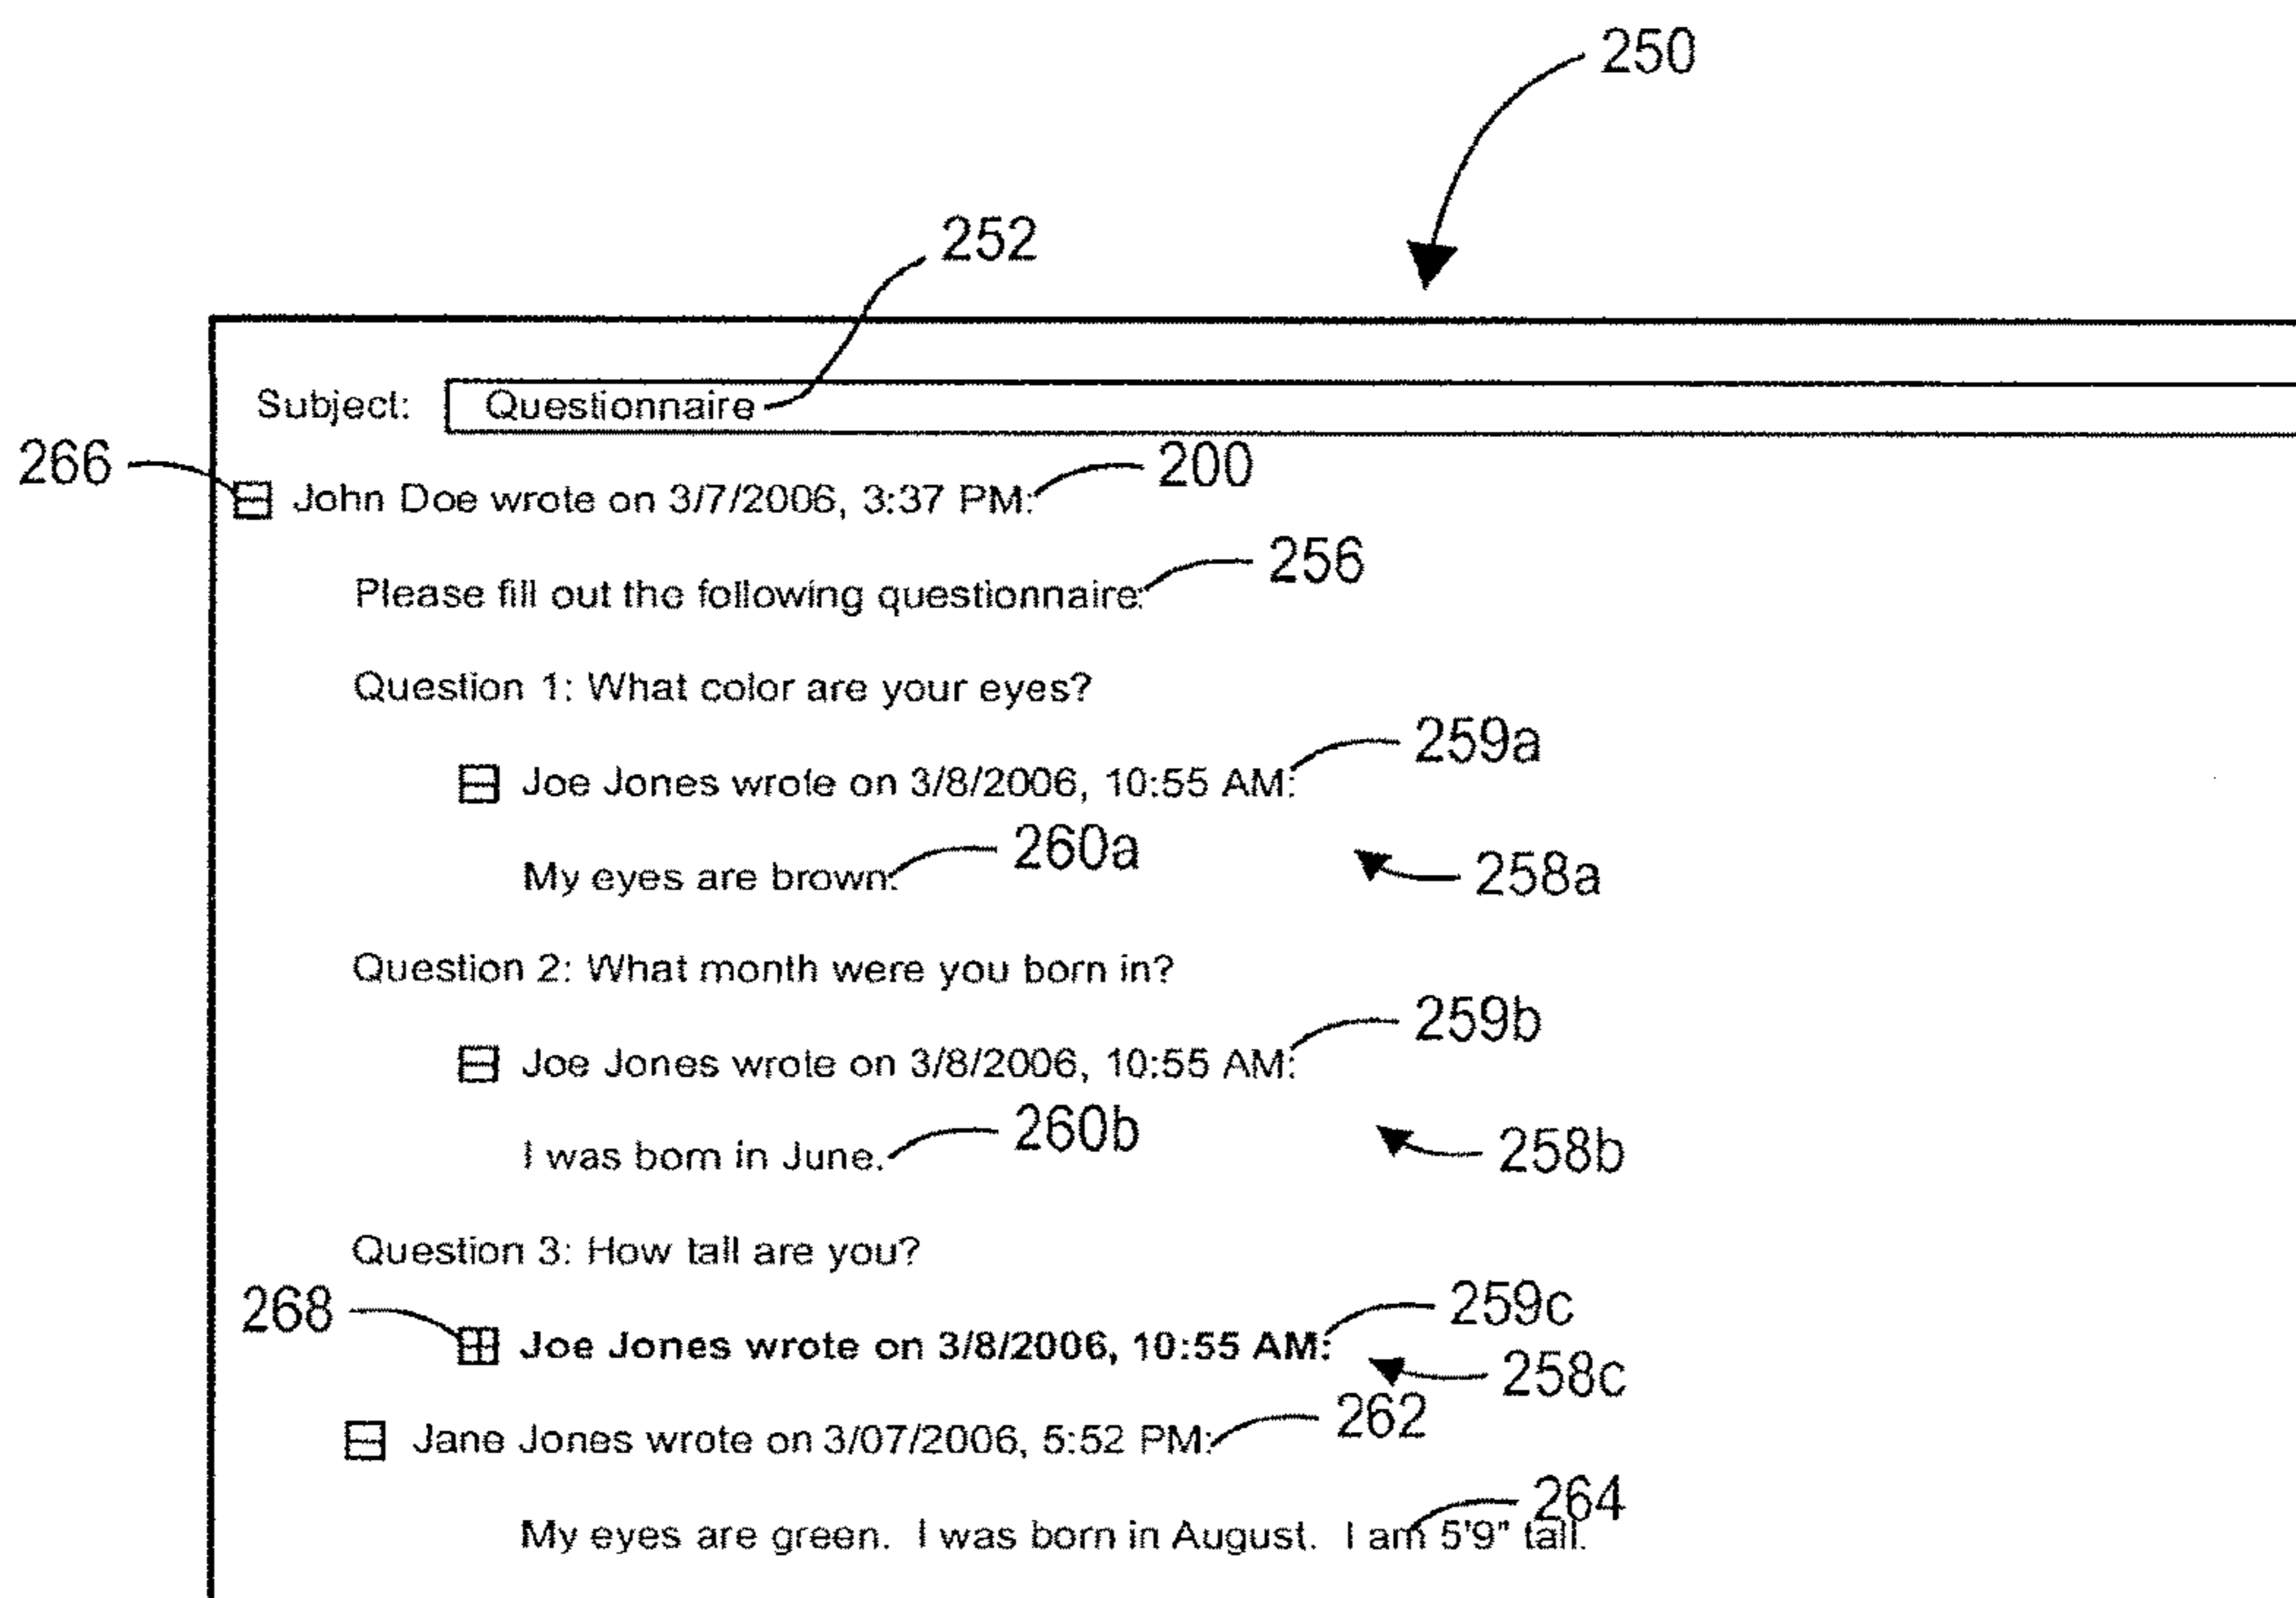 250
252
Subject: Questionnaire
266
John Doe wrote on 3/7/2006, 3:37 PM:
200
Please fill out the following questionnaire:
256
Question 1: What color are your eyes?
259a
Joe Jones wrote on 3/8/2006, 10:55 AM:
260a
My eyes are brown.
258a
Question 2: What month were you born in?
259b
Joe Jones wrote on 3/8/2006, 10:55 AM:
260b
I was born in June.
258b
Question 3: How tall are you?
268
259c
Joe Jones wrote on 3/8/2006, 10:55 AM:
258c
262
Jane Jones wrote on 3/07/2006, 5:52 PM:
264
My eyes are green. I was born in August. I am 5'9" tall.